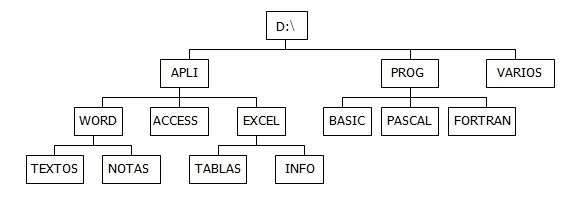 D:\
APLI PROG VARIOS
WORD ACCESS EXCEL BASIC PASCAL FORTRAN
TEXTOS NOTAS TABLAS INFO